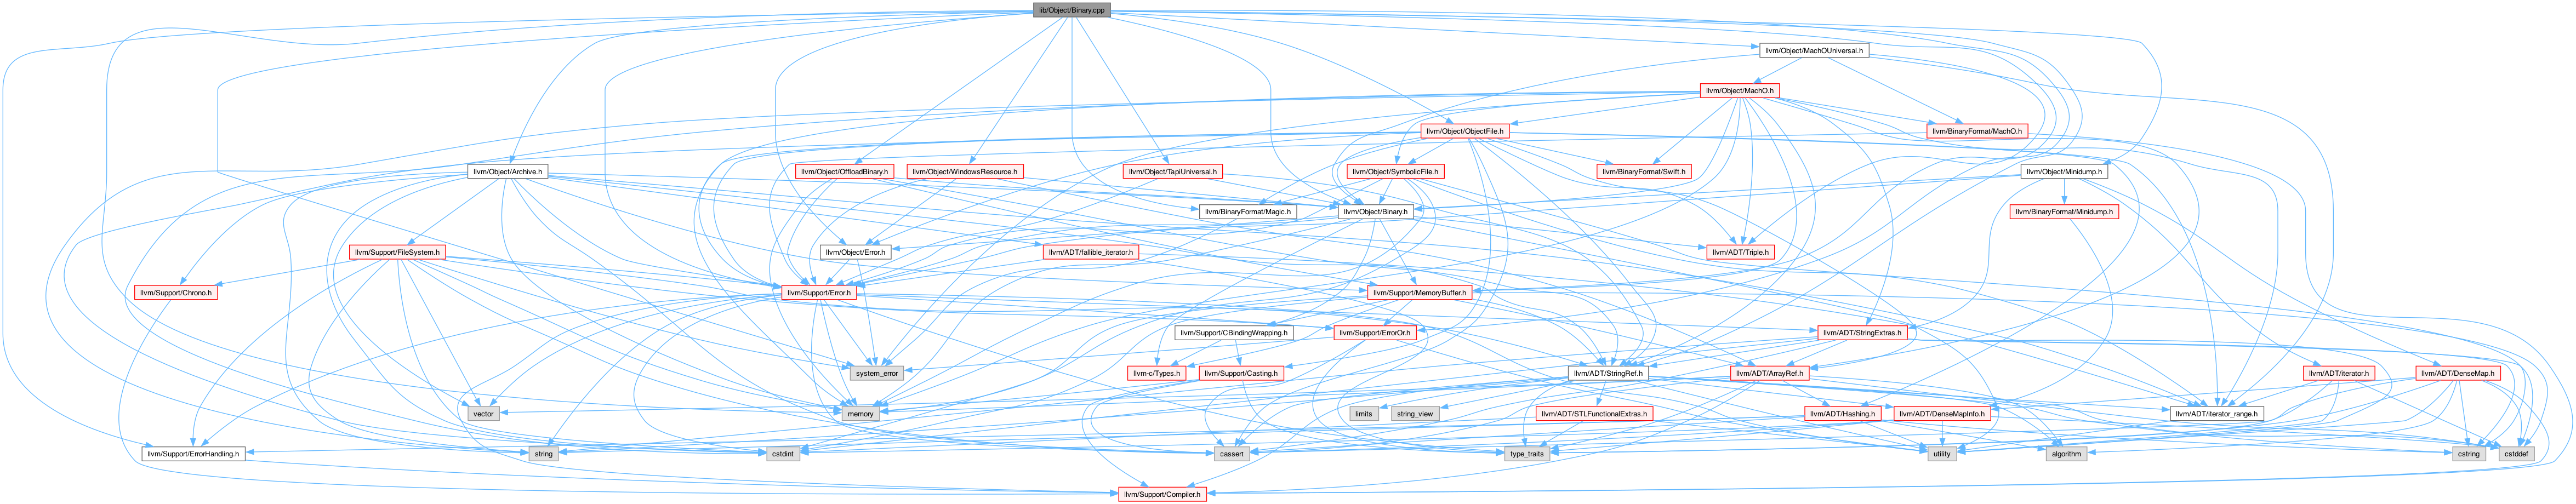 lib/Object/Binary.cpp
llvm/Object/MachOUniversal.h
llvm/Object/MachO.h
llvm/Object/ObjectFile.h
llvm/BinaryFormat/MachO.h
llvm/Object/Archive.h
llvm/Object/OffloadBinary.h
llvm/Object/WindowsResource.h
llvm/Object/TapiUniversal.h
llvm/Object/SymbolicFile.h
llvm/BinaryFormat/Swift.h
llvm/Object/Minidump.h
llvm/BinaryFormat/Magic.h
llvm/Object/Binary.h
llvm/BinaryFormat/Minidump.h
llvm/Support/FileSystem.h
llvm/Object/Error.h
llvm/ADT/fallible_iterator.h
llvm/ADT/Triple.h
llvm/Support/Chrono.h
llvm/Support/Error.h
llvm/Support/MemoryBuffer.h
llvm/Support/CBindingWrapping.h
llvm/Support/ErrorOr.h
llvm/ADT/StringExtras.h
system_error
llvm-c/Types.h
llvm/Support/Casting.h
llvm/ADT/StringRef.h
llvm/ADT/ArrayRef.h
llvm/ADT/iterator.h
llvm/ADT/DenseMap.h
vector
memory
limits
string_view
llvm/ADT/STLFunctionalExtras.h
llvm/ADT/Hashing.h
llvm/ADT/DenseMapInfo.h
llvm/ADT/iterator_range.h
llvm/Support/ErrorHandling.h
string
cstdint
cassert
type_traits
utility
algorithm
cstring
cstddef
llvm/Support/Compiler.h